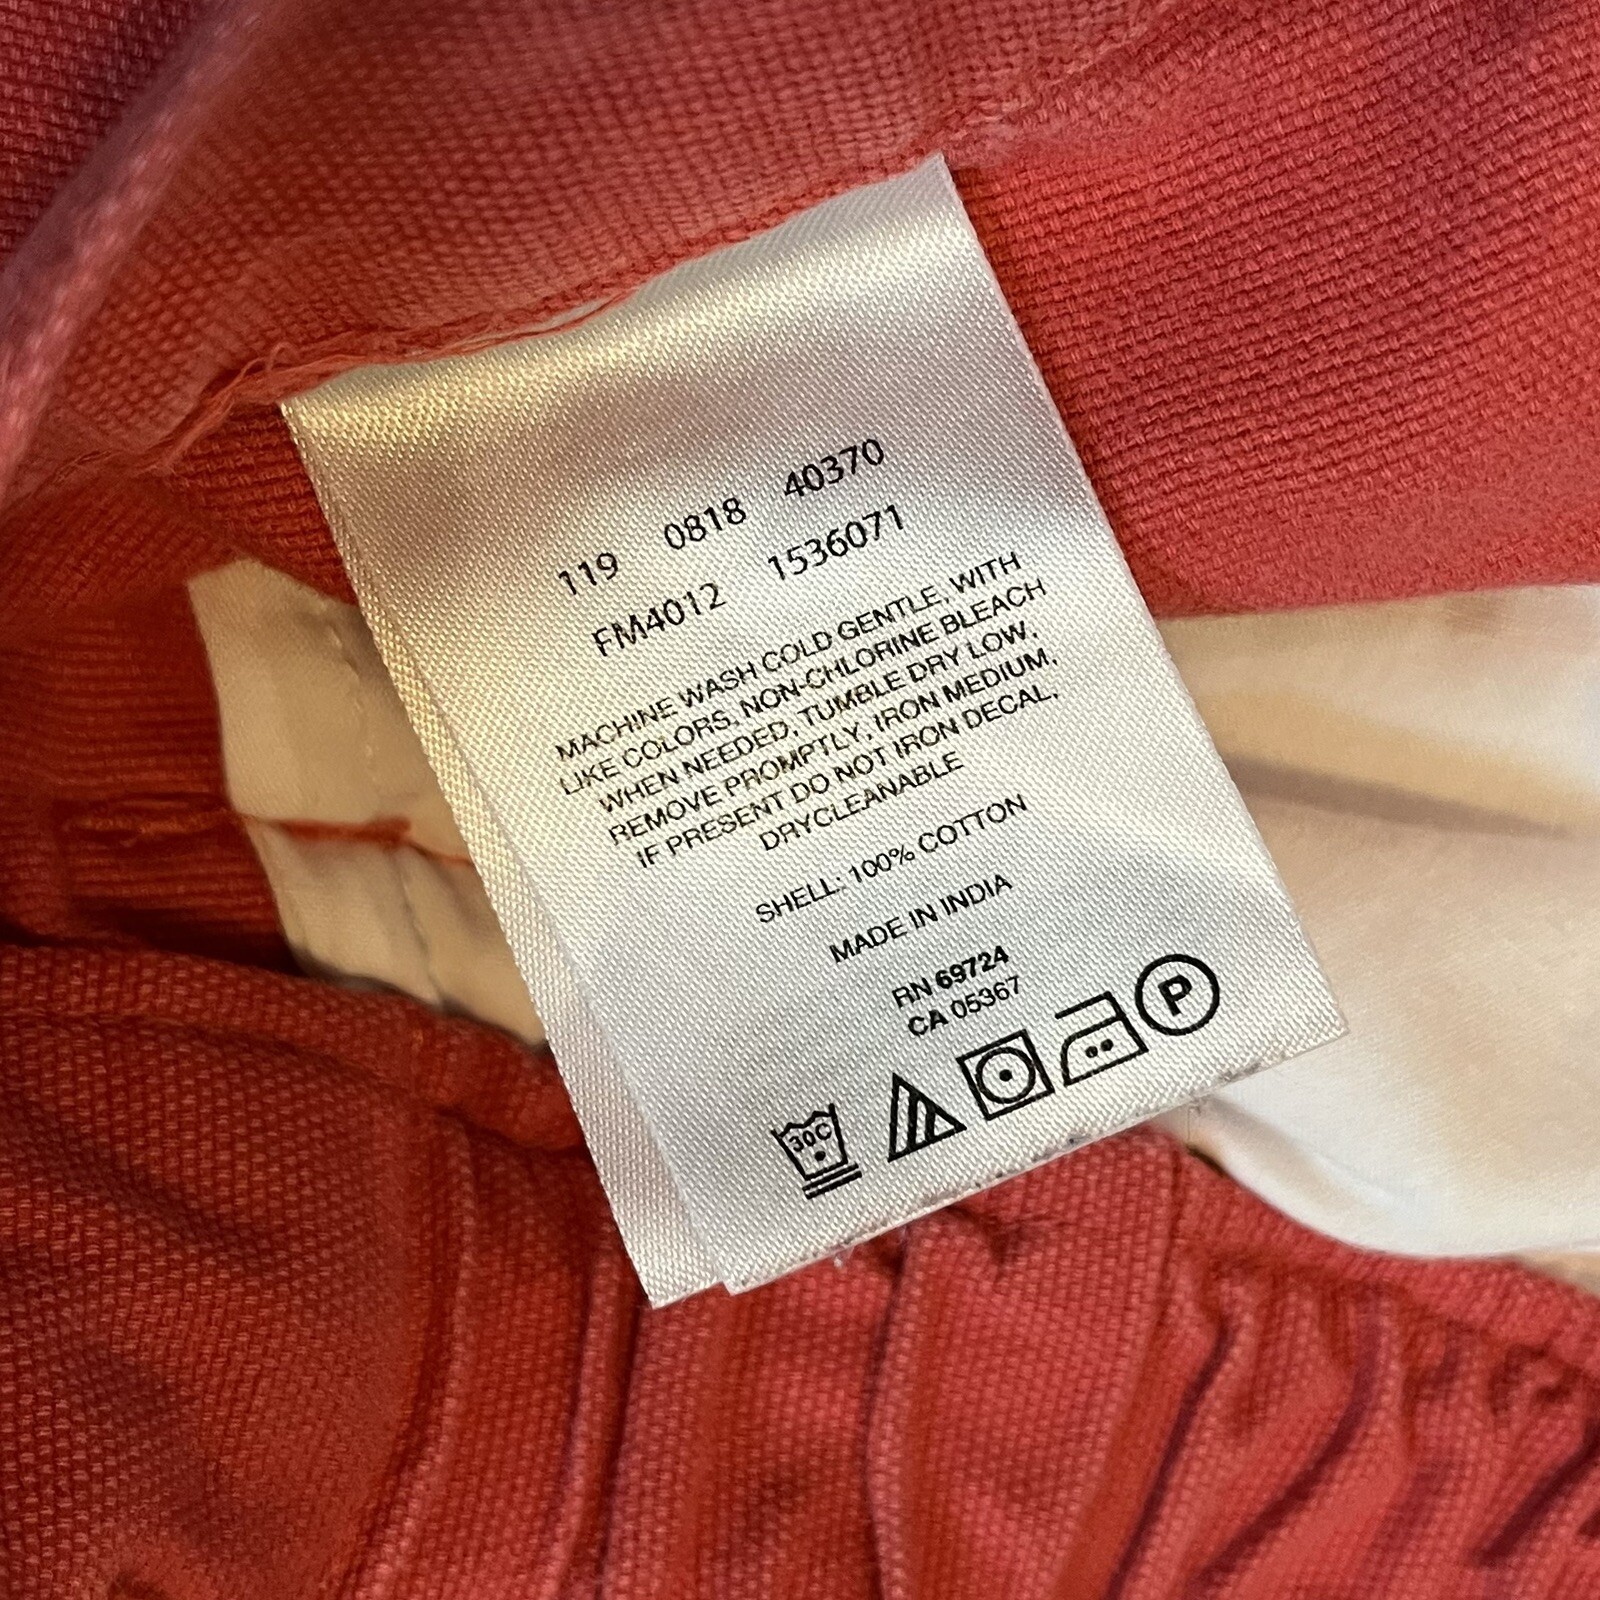 119 0818 40370
FM4012 1536071
MACHINE WASH COLD GENTLE, WITH
LIKE COLORS, NON-CHLORINE BLEACH
WHEN NEEDED, TUMBLE DRY LOW,
REMOVE PROMPTLY, IRON MEDIUM,
IF PRESENT DO NOT IRON DECAL,
DRYCLEANABLE
SHELL: 100% COTTON
MADE IN INDIA
RN 69724
CA 05367
30C P